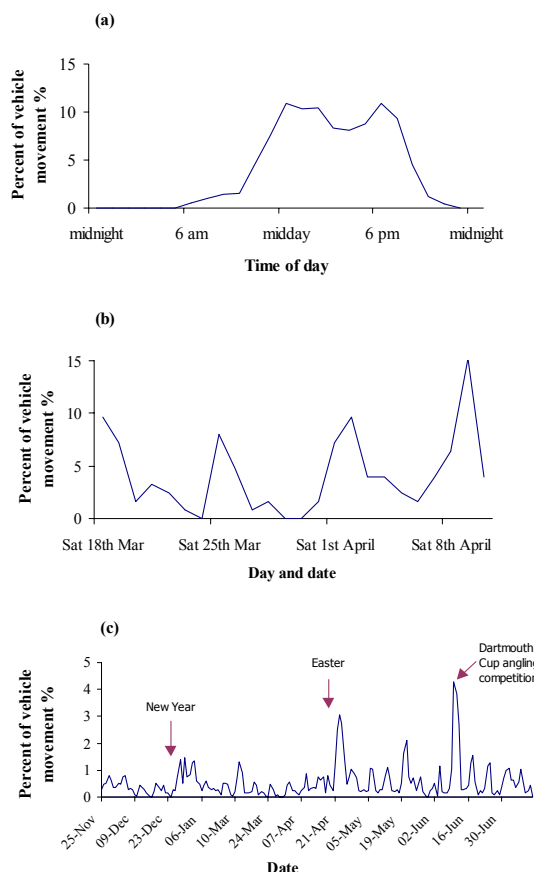 (a)
Percent of vehicle
movement %
15
10
5
0
midnight 6 am midday 6 pm midnight
Time of day
(b)
Percent of vehicle
movement %
15
10
5
0
Sat 18th Mar Sat 25th Mar Sat 1st April Sat 8th April
Day and date
(c)
Percent of vehicle
movement %
5
4
3
2
1
0
New Year
Easter
Dartmouth
Cup angling
competition
25-Nov 09-Dec 23-Dec 06-Jan 10-Mar 24-Mar 07-Apr 21-Apr 05-May 19-May 02-Jun 16-Jun 30-Jun
Date